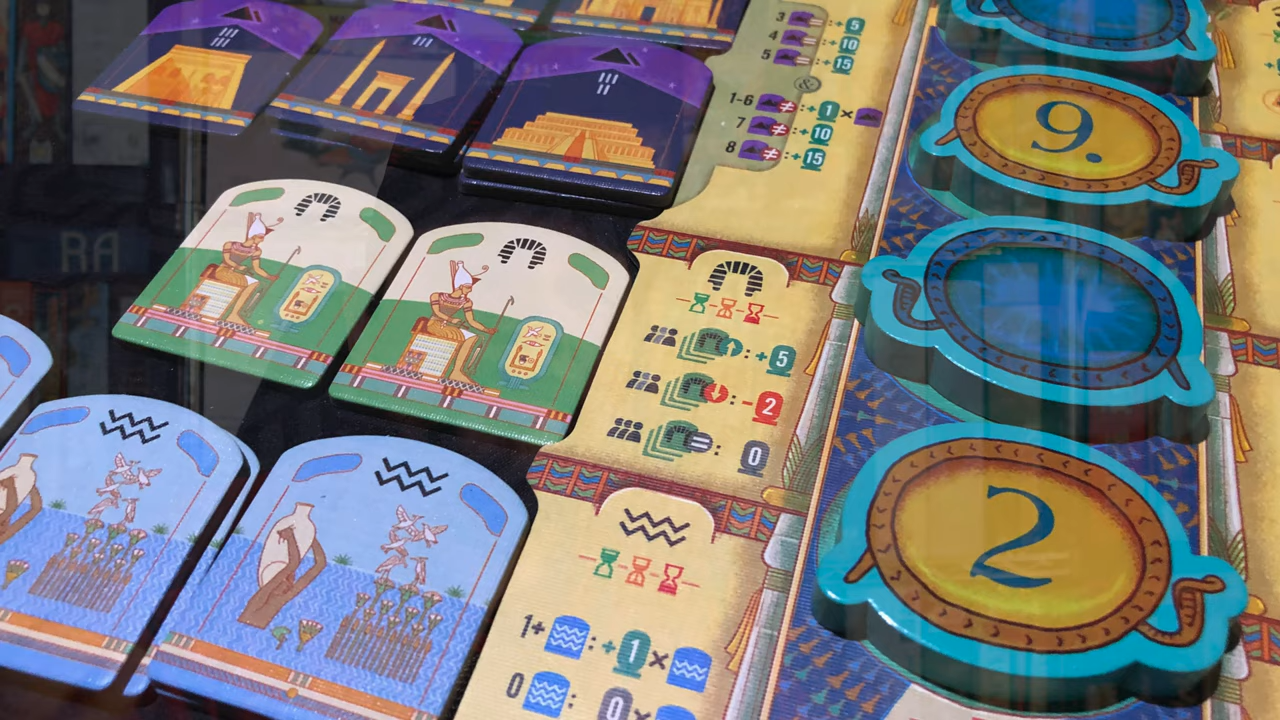 3 : +5
4 : +10
5 : +15
1-6 ≠ : +1 ×
7 ≠ : +10
8 ≠ : +15
9.
RA
: +5
: -2
: 0
2
1+ : +1 ×
0 : 0 ×